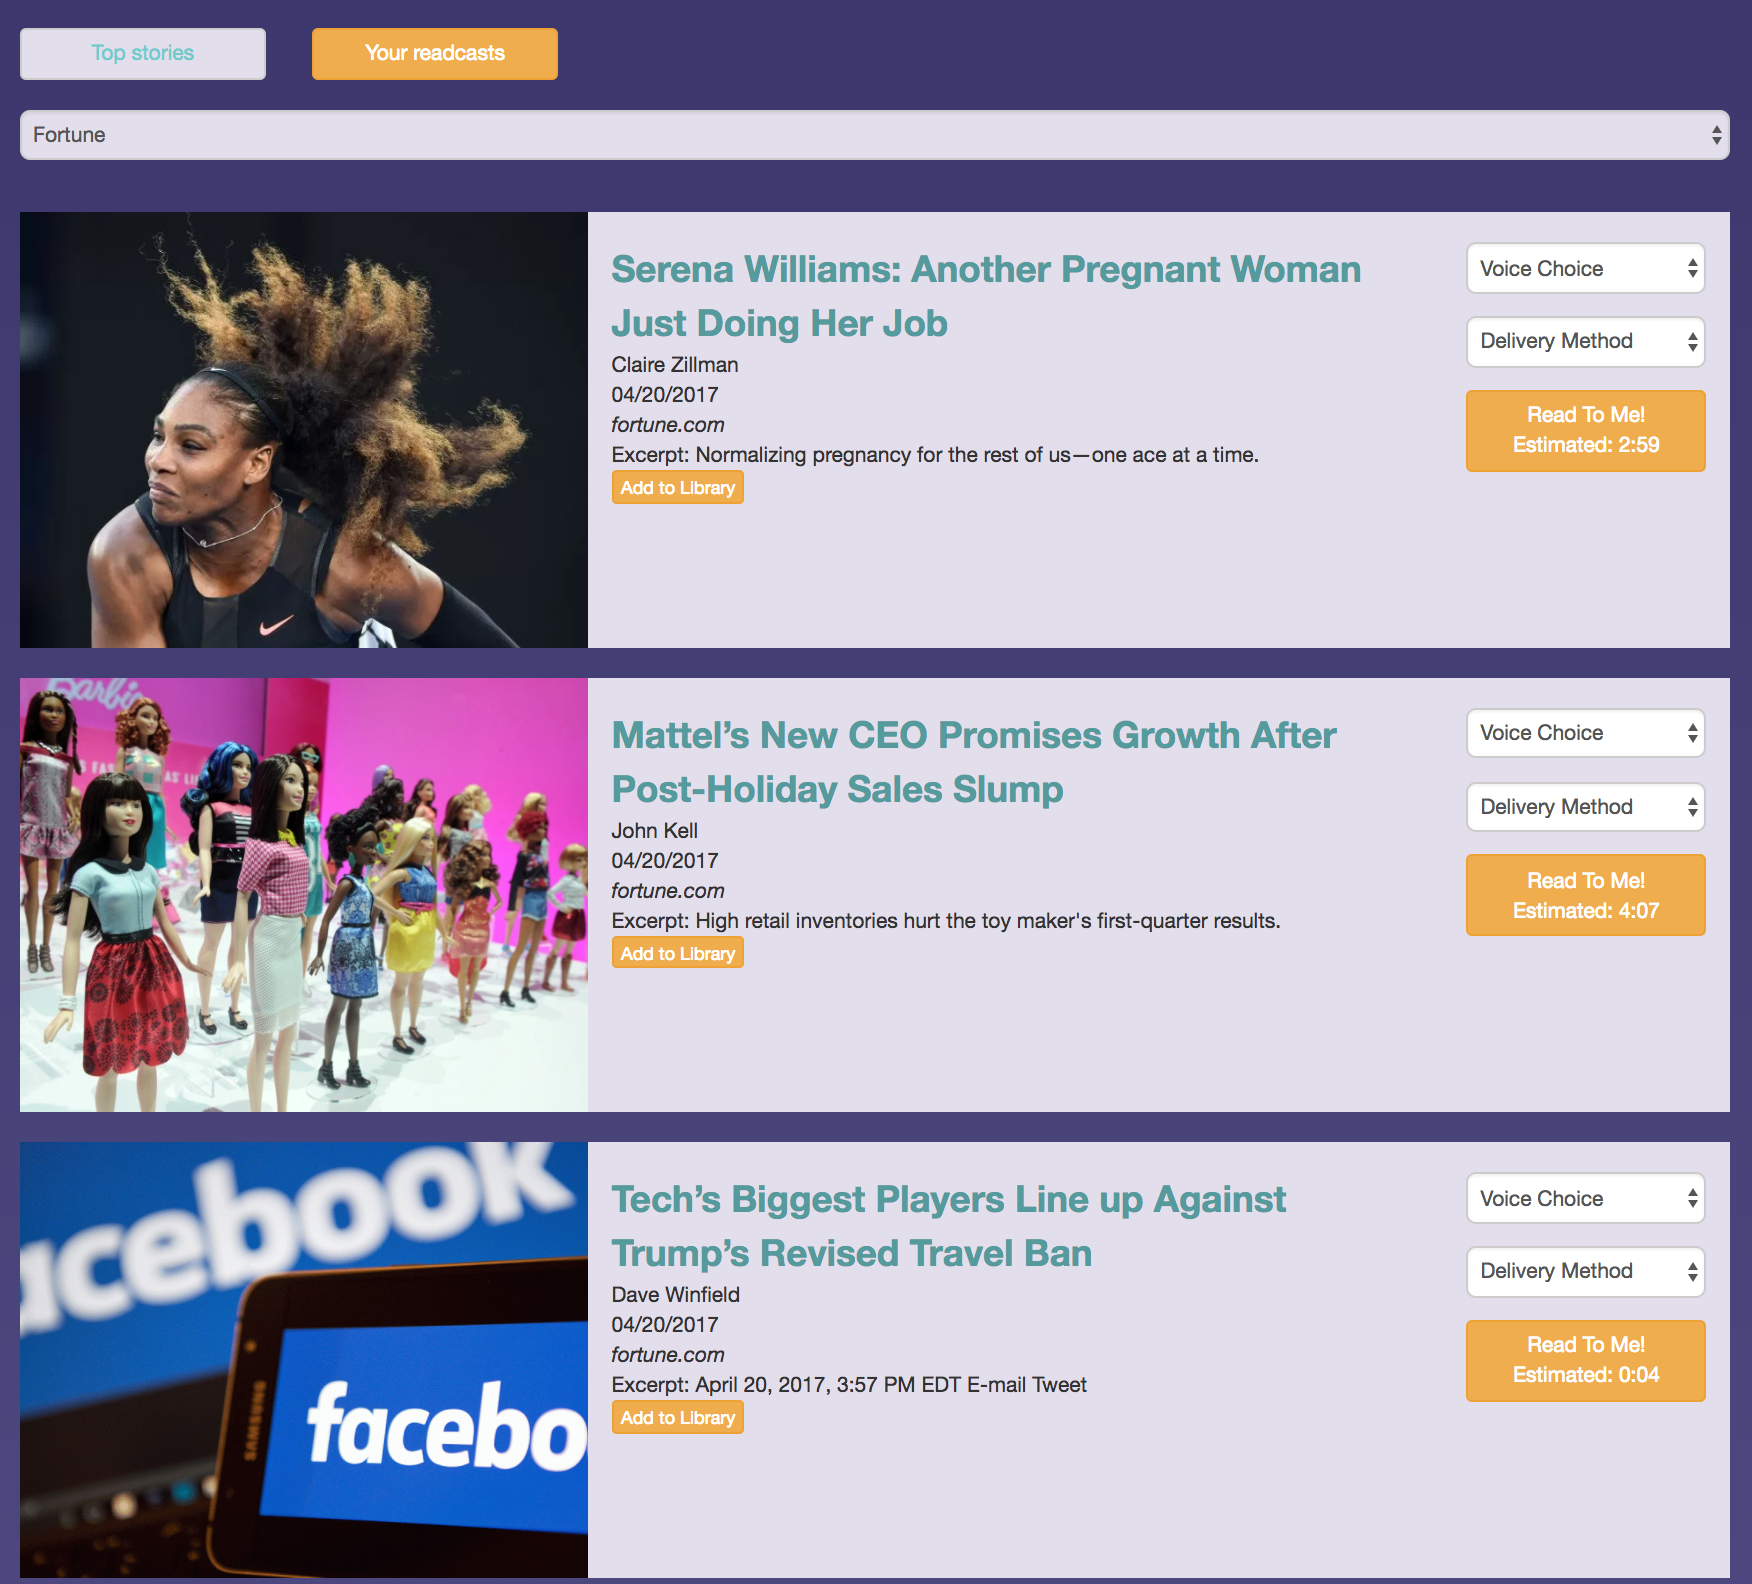 Top stories
Your readcasts
Fortune
Serena Williams: Another Pregnant Woman
Just Doing Her Job
Claire Zillman
04/20/2017
fortune.com
Excerpt: Normalizing pregnancy for the rest of us—one ace at a time.
Add to Library
Voice Choice
Delivery Method
Read To Me!
Estimated: 2:59
Barbie
Mattel’s New CEO Promises Growth After
Post-Holiday Sales Slump
John Kell
04/20/2017
fortune.com
Excerpt: High retail inventories hurt the toy maker's first-quarter results.
Add to Library
Voice Choice
Delivery Method
Read To Me!
Estimated: 4:07
acebook
SAMSUNG
facebo
Tech’s Biggest Players Line up Against
Trump’s Revised Travel Ban
Dave Winfield
04/20/2017
fortune.com
Excerpt: April 20, 2017, 3:57 PM EDT E-mail Tweet
Add to Library
Voice Choice
Delivery Method
Read To Me!
Estimated: 0:04